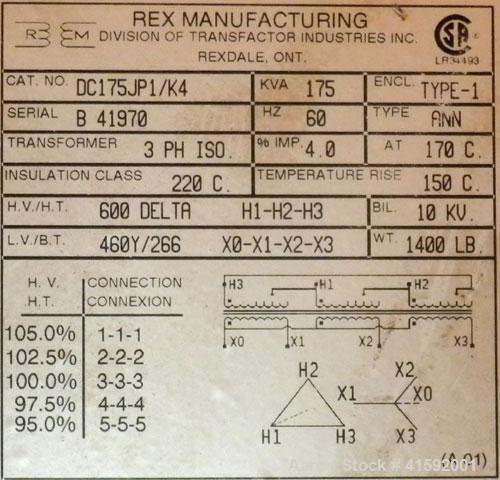 REX MANUFACTURING
DIVISION OF TRANSFACTOR INDUSTRIES INC.
REXDALE, ONT.
LR34493
CAT. NO. DC175JP1/K4 KVA 175 ENCL. TYPE-1
SERIAL B 41970 HZ 60 TYPE ANN
TRANSFORMER 3 PH ISO. % IMP. 4.0 AT 170 C.
INSULATION CLASS 220 C. TEMPERATURE RISE 150 C.
H.V./H.T. 600 DELTA H1-H2-H3 BIL. 10 KV.
L.V./B.T. 460Y/266 X0-X1-X2-X3 WT. 1400 LB.
H. V. CONNECTION
H.T. CONNEXION
105.0% 1-1-1
102.5% 2-2-2
100.0% 3-3-3
97.5% 4-4-4
95.0% 5-5-5
H3 H1 H2
X0 X1 X2 X3
H2
H1 H3
X2
X1 X0
X3
(A-01)
Stock # 41592001